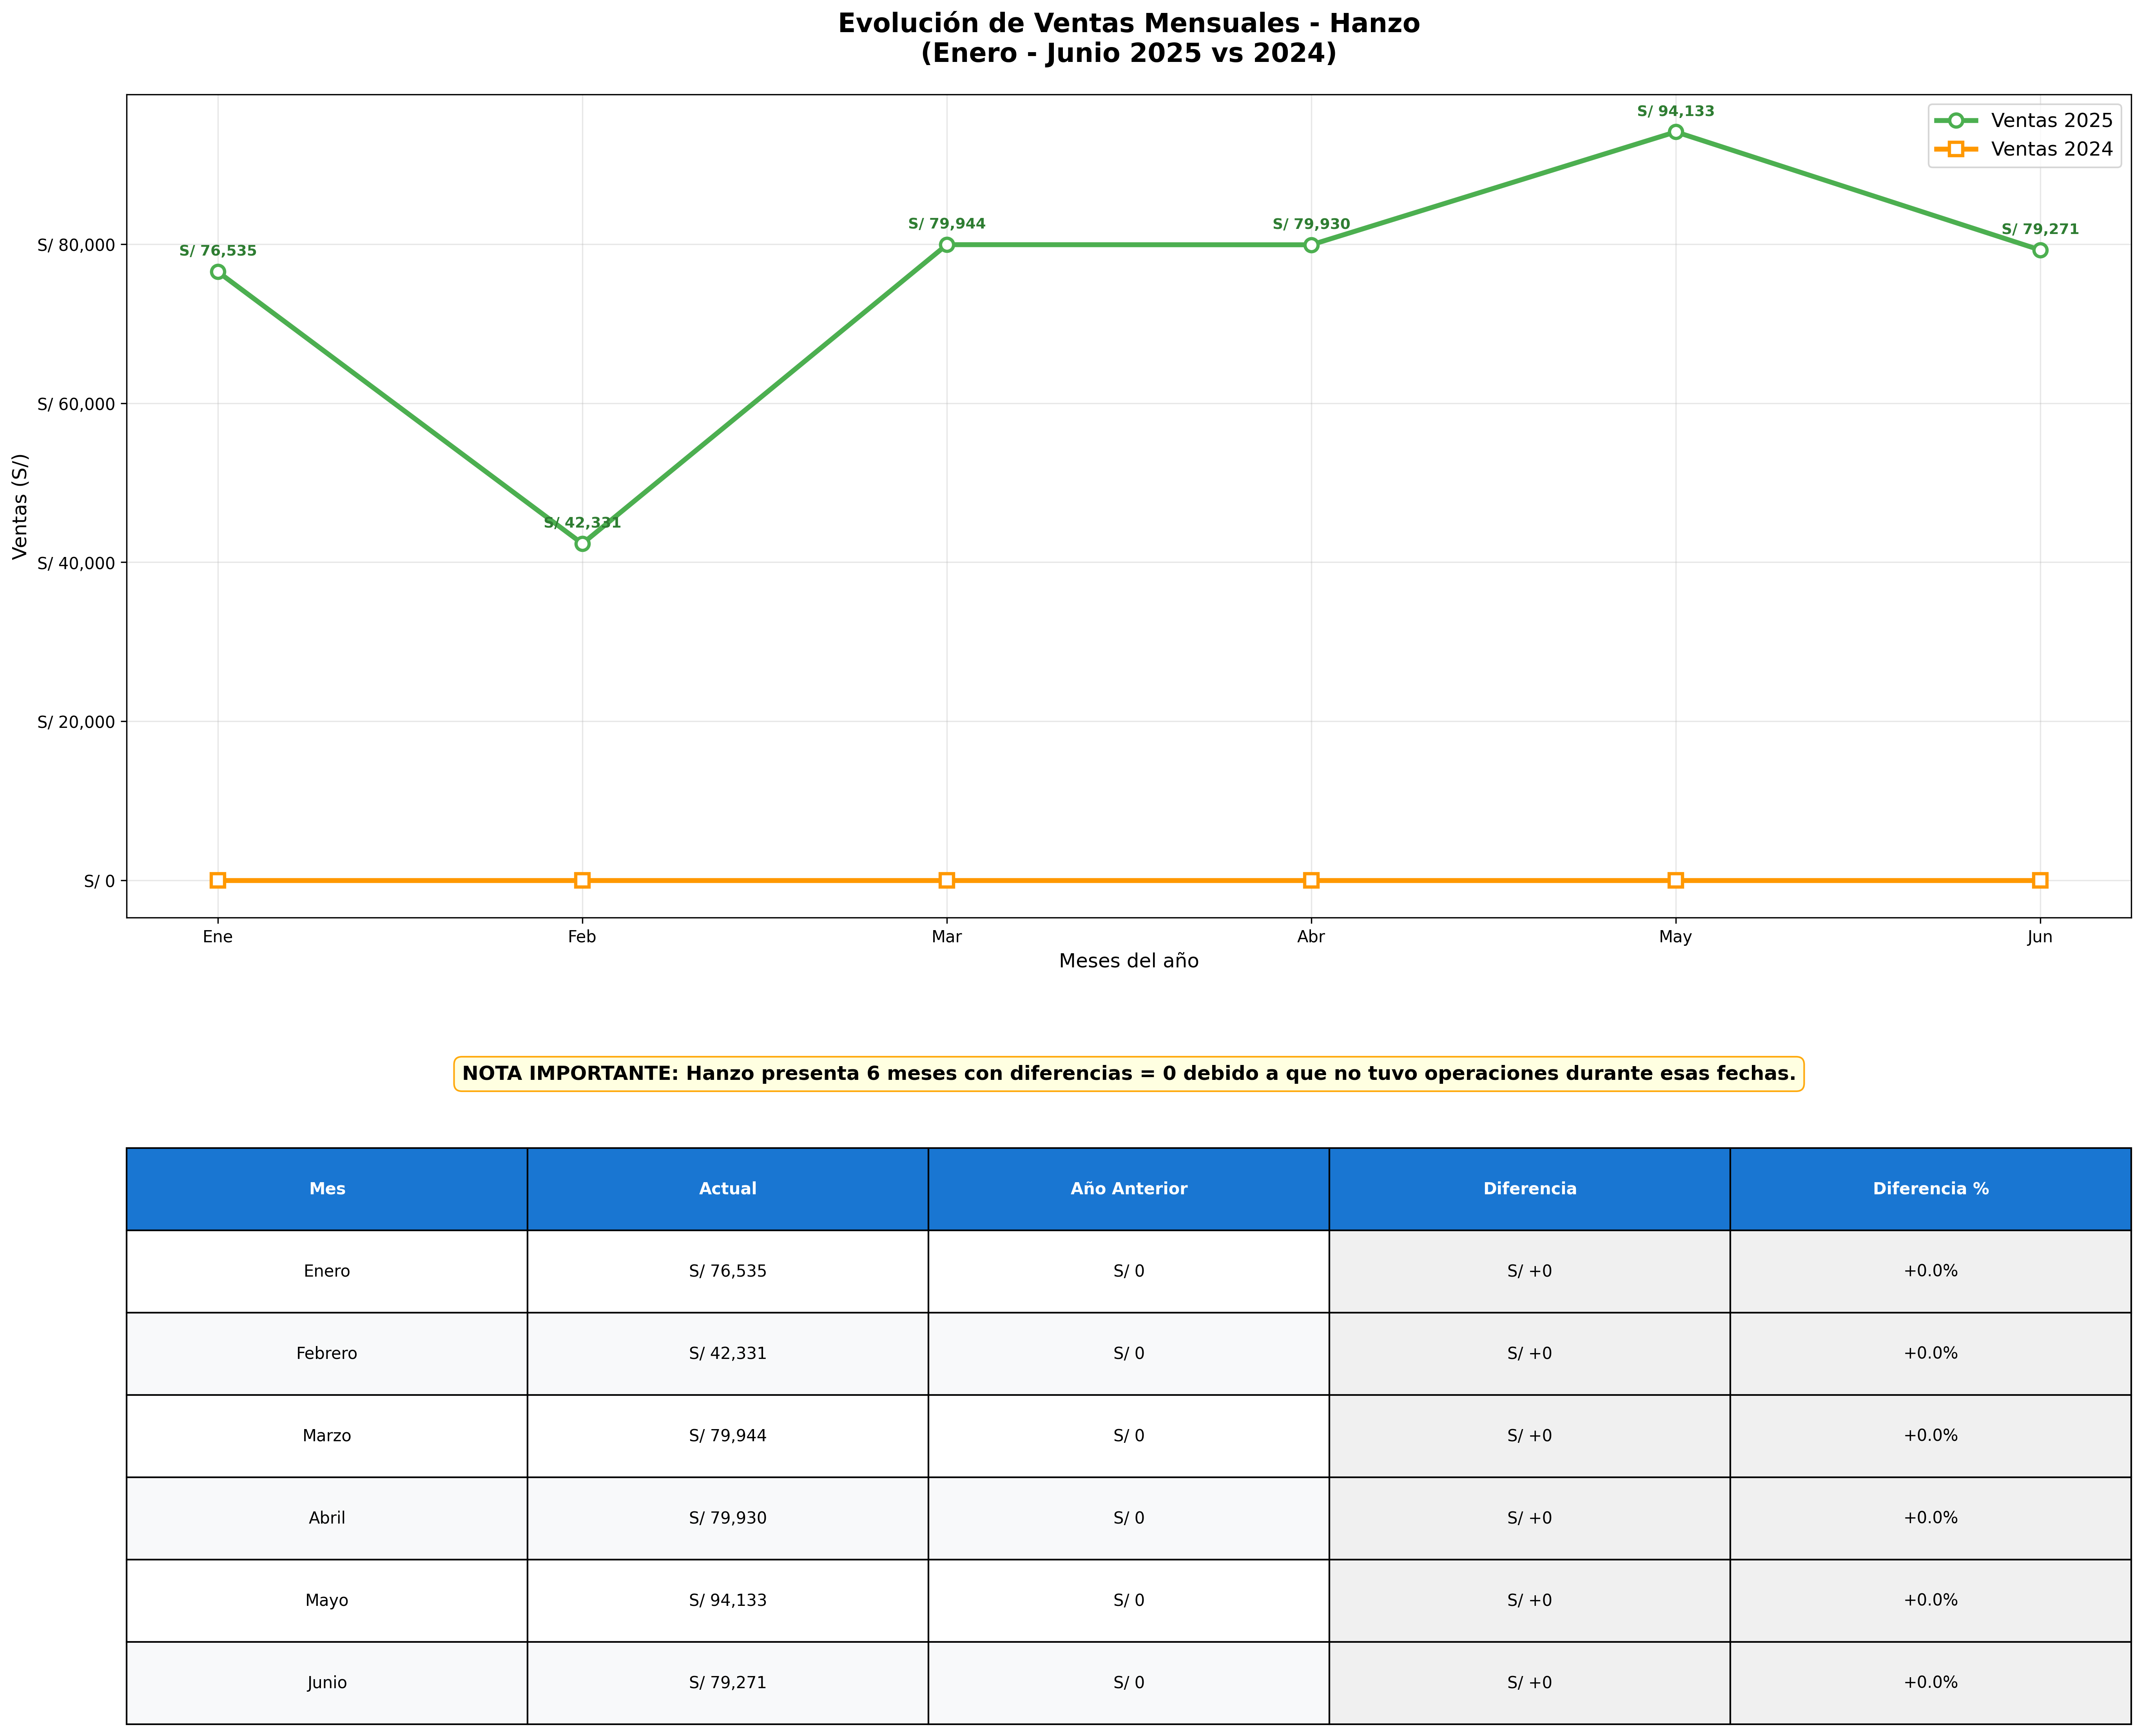 Evolución de Ventas Mensuales - Hanzo
(Enero - Junio 2025 vs 2024)
Ventas 2025
Ventas 2024
S/ 76,535
S/ 42,331
S/ 79,944
S/ 79,930
S/ 94,133
S/ 79,271
Ventas (S/)
S/ 80,000
S/ 60,000
S/ 40,000
S/ 20,000
S/ 0
Ene Feb Mar Abr May Jun
Meses del año
NOTA IMPORTANTE: Hanzo presenta 6 meses con diferencias = 0 debido a que no tuvo operaciones durante esas fechas.
Mes Actual Año Anterior Diferencia Diferencia %
Enero S/ 76,535 S/ 0 S/ +0 +0.0%
Febrero S/ 42,331 S/ 0 S/ +0 +0.0%
Marzo S/ 79,944 S/ 0 S/ +0 +0.0%
Abril S/ 79,930 S/ 0 S/ +0 +0.0%
Mayo S/ 94,133 S/ 0 S/ +0 +0.0%
Junio S/ 79,271 S/ 0 S/ +0 +0.0%